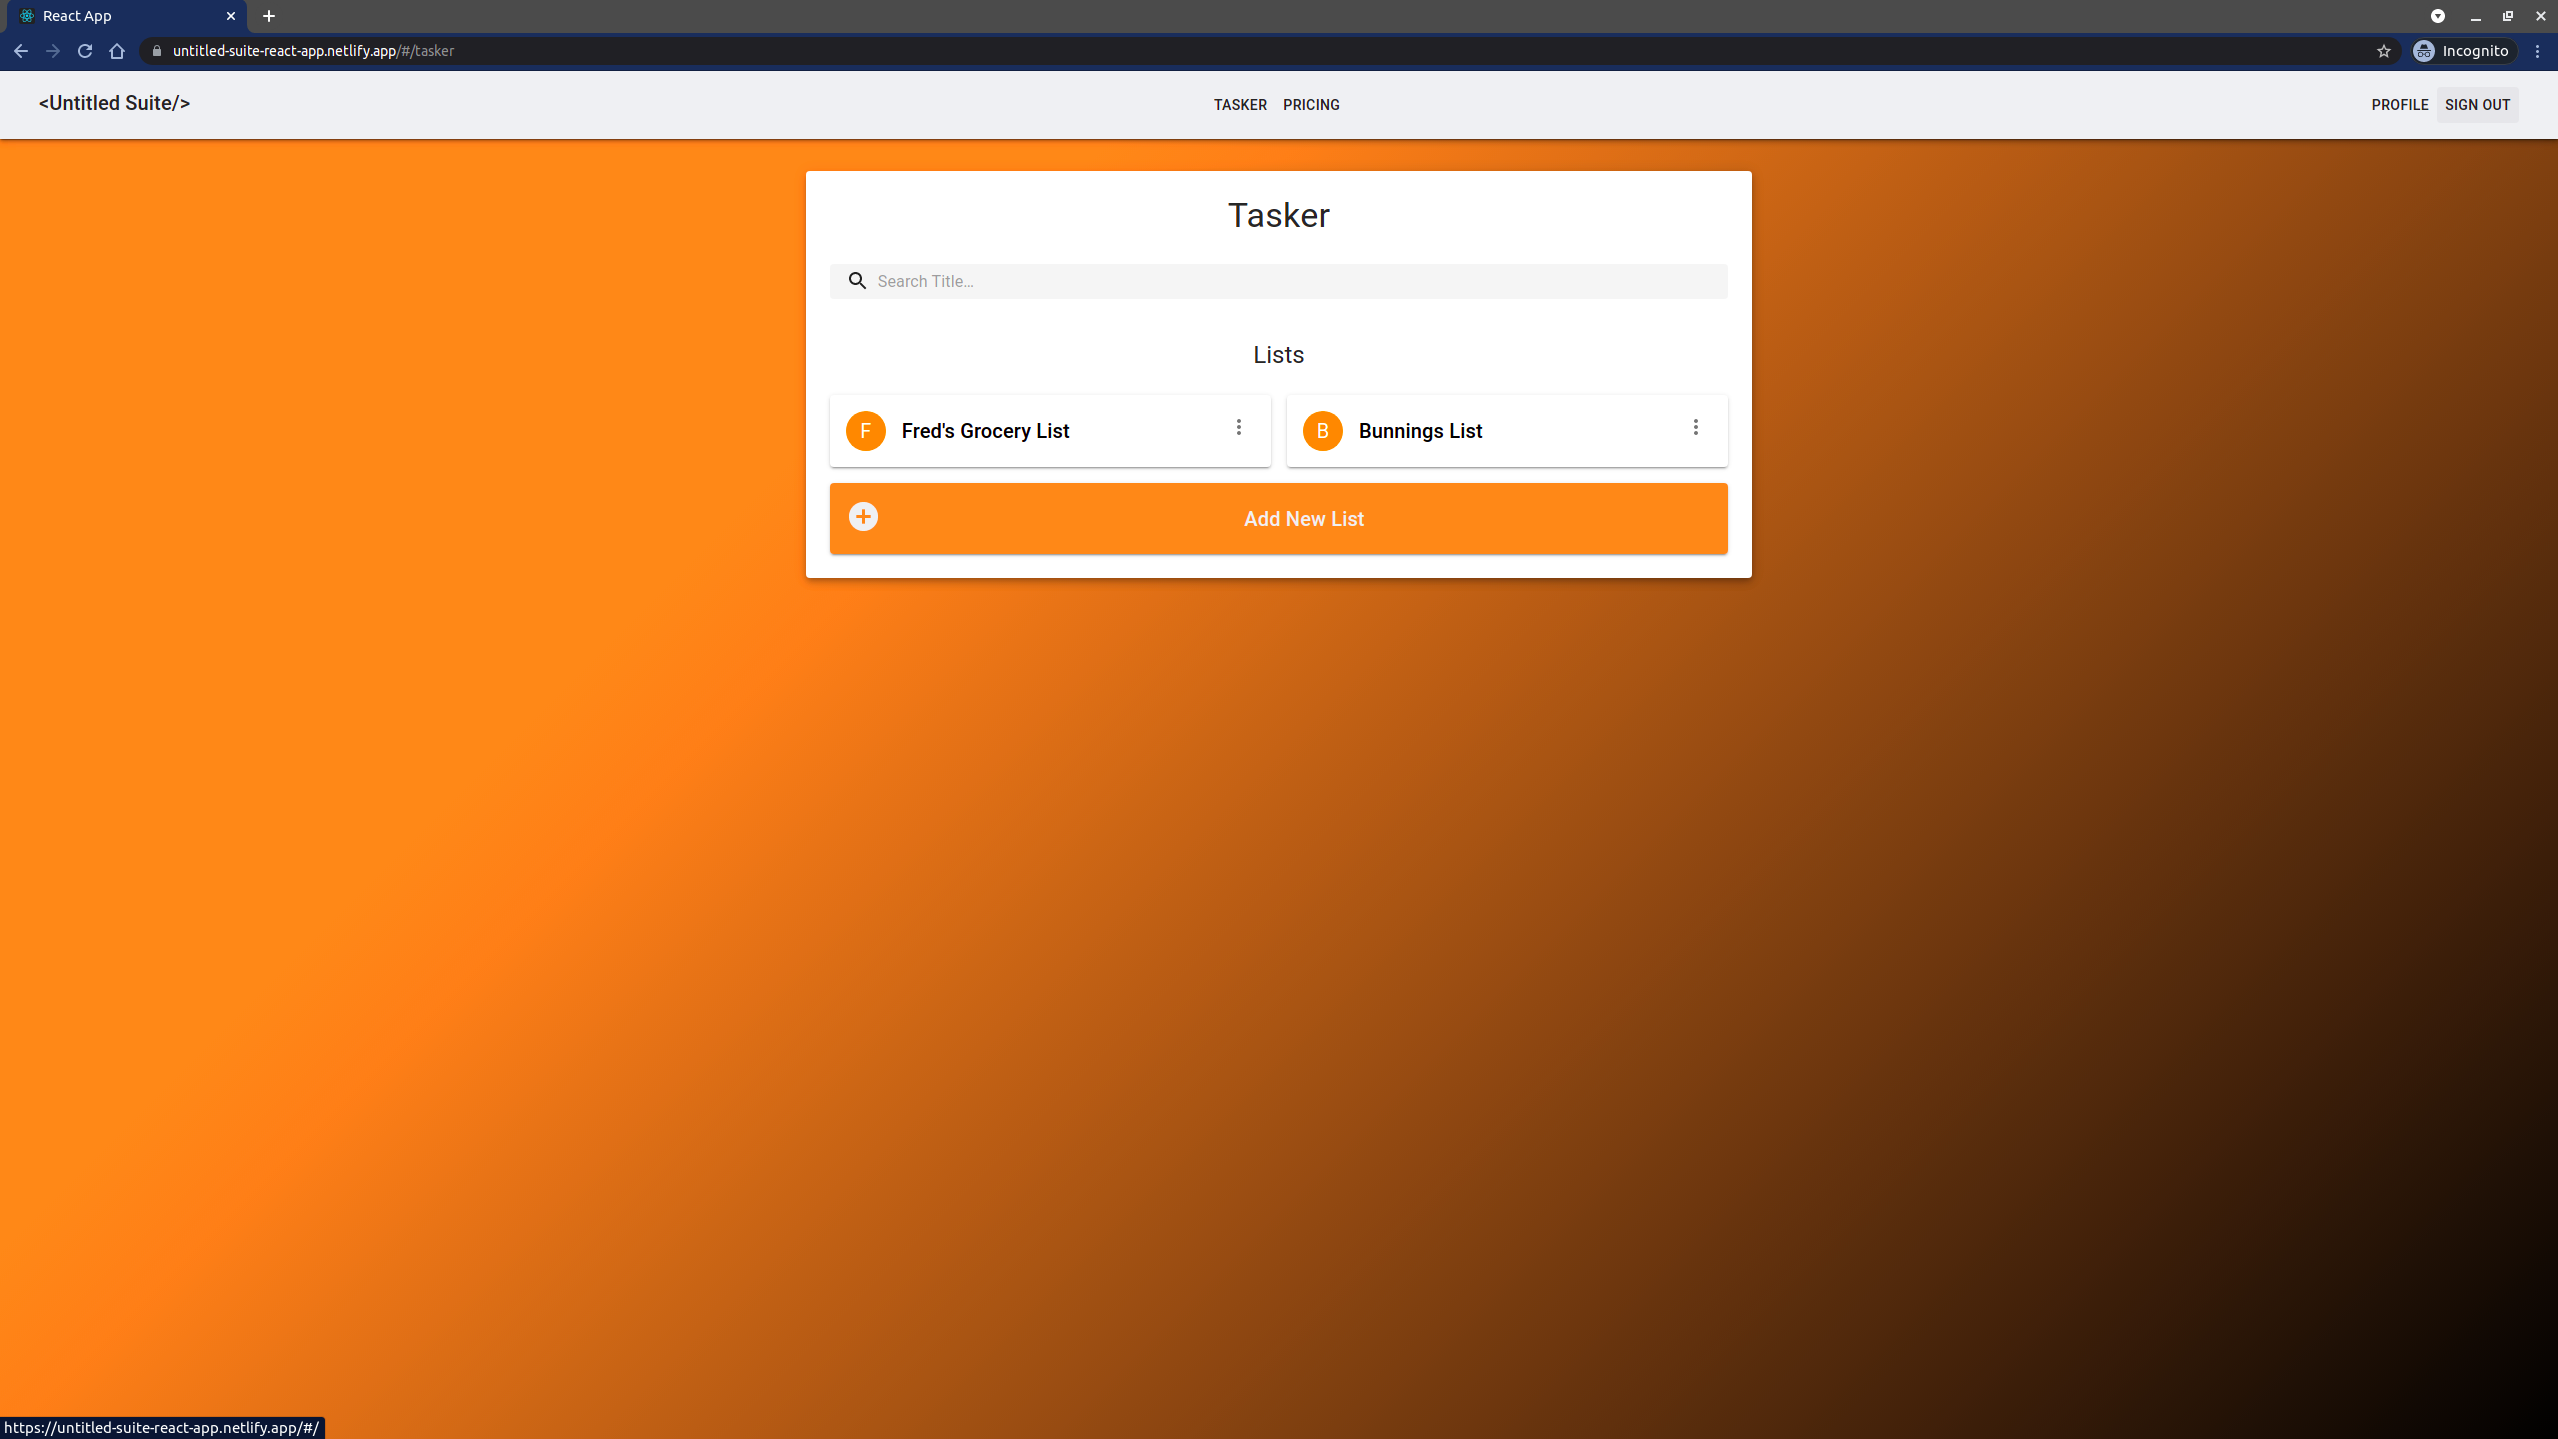 React App
untitled-suite-react-app.netlify.app/#/tasker
Incognito
<Untitled Suite/>
TASKER PRICING
PROFILE SIGN OUT
Tasker
Search Title...
Lists
F Fred's Grocery List
B Bunnings List
Add New List
https://untitled-suite-react-app.netlify.app/#/